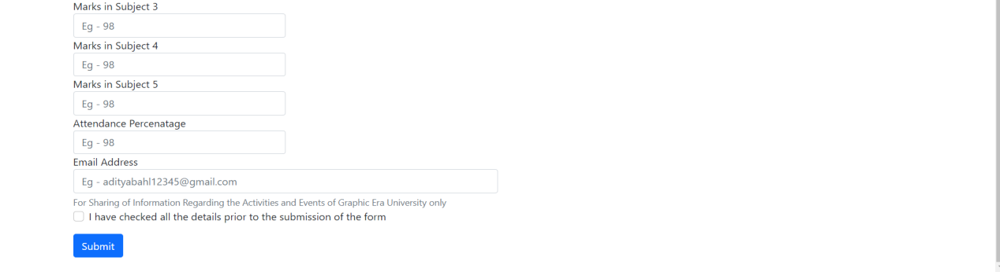 Marks in Subject 3
Eg - 98
Marks in Subject 4
Eg - 98
Marks in Subject 5
Eg - 98
Attendance Percenatage
Eg - 98
Email Address
Eg - adityabahl12345@gmail.com
For Sharing of Information Regarding the Activities and Events of Graphic Era University only
I have checked all the details prior to the submission of the form
Submit